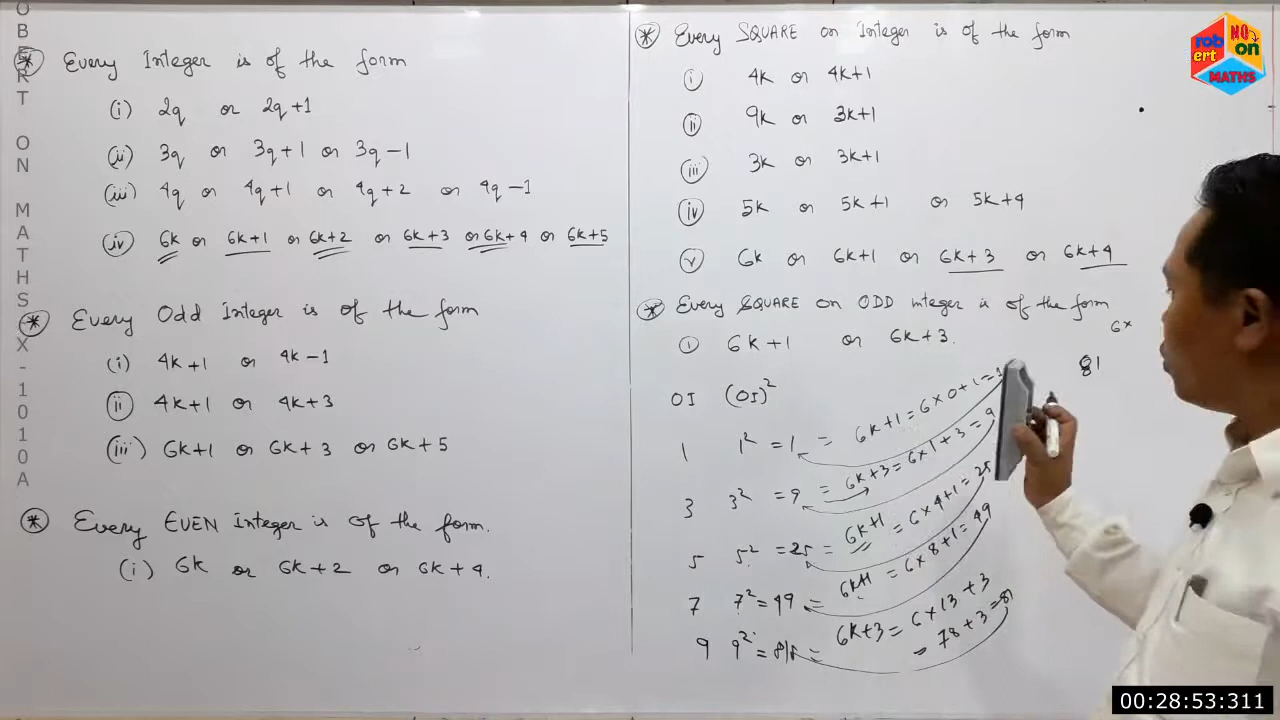 ROBERT ON MATHS X-1010A
* Every Integer is of the form
(i) 2q or 2q+1
(ii) 3q or 3q+1 or 3q-1
(iii) 4q or 4q+1 or 4q+2 or 4q-1
(iv) 6k or 6k+1 or 6k+2 or 6k+3 or 6k+4 or 6k+5
* Every Odd Integer is of the form
(i) 4k+1 or 4k-1
(ii) 4k+1 or 4k+3
(iii) 6k+1 or 6k+3 or 6k+5
* Every EVEN Integer is of the form.
(i) 6k or 6k+2 or 6k+4.
* Every SQUARE on Integer is of the form
(i) 4k or 4k+1
(ii) 9k or 3k+1
(iii) 3k or 3k+1
(iv) 5k or 5k+1 or 5k+4
(v) 6k or 6k+1 or 6k+3 or 6k+4
* Every SQUARE on ODD integer is of the form
(i) 6k+1 or 6k+3.
6×
81
OI (OI)²
1 1² = 1 = 6k+1 = 6×0+1 = 1
3 3² = 9 = 6k+3 = 6×1+3 = 9
5 5² = 25 = 6k+1 = 6×4+1 = 25
7 7² = 49 = 6k+1 = 6×8+1 = 49
9 9² = 81 = 6k+3 = 6×13+3
= 78+3 = 81
robert NO on MATHS
00:28:53:311